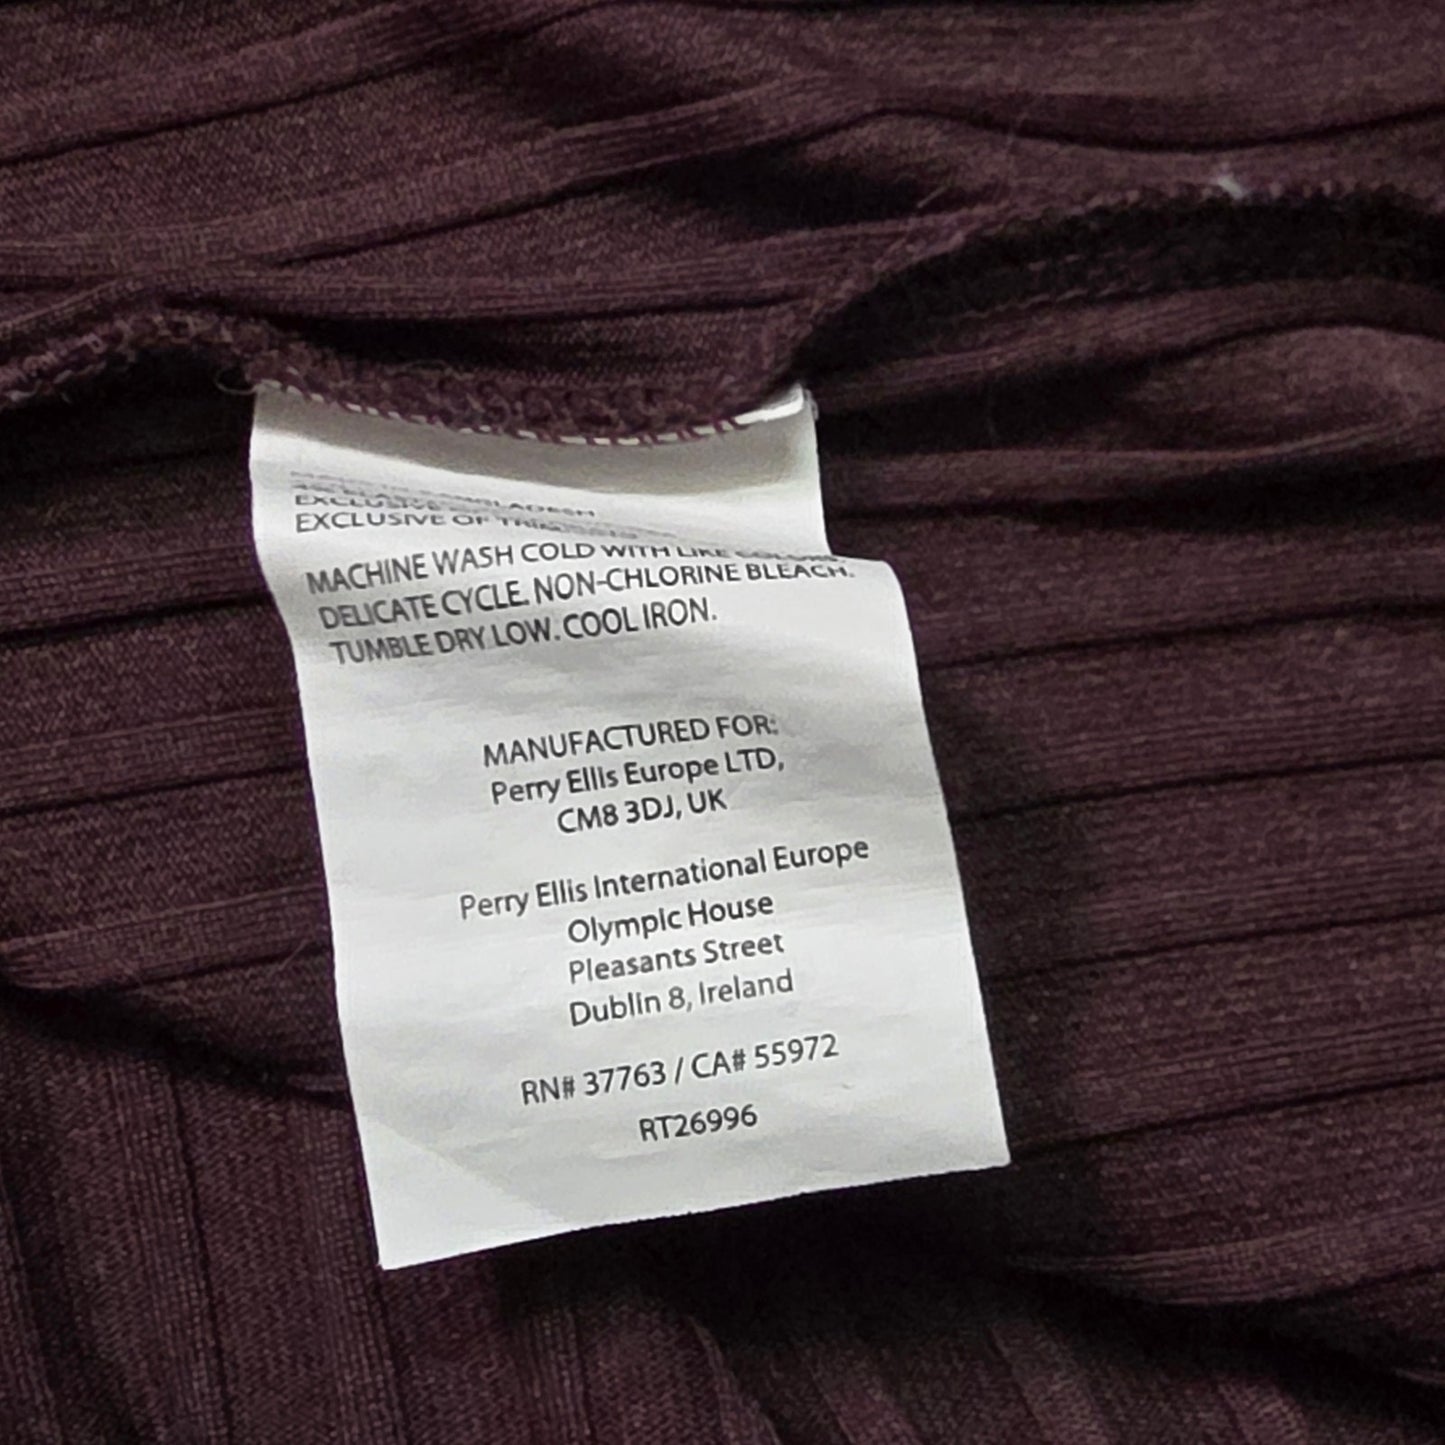 EXCLUSIVE OF
MACHINE WASH COLD WITH LIKE COLORS.
DELICATE CYCLE. NON-CHLORINE BLEACH.
TUMBLE DRY LOW. COOL IRON.
MANUFACTURED FOR:
Perry Ellis Europe LTD,
CM8 3DJ, UK
Perry Ellis International Europe
Olympic House
Pleasants Street
Dublin 8, Ireland
RN# 37763 / CA# 55972
RT26996